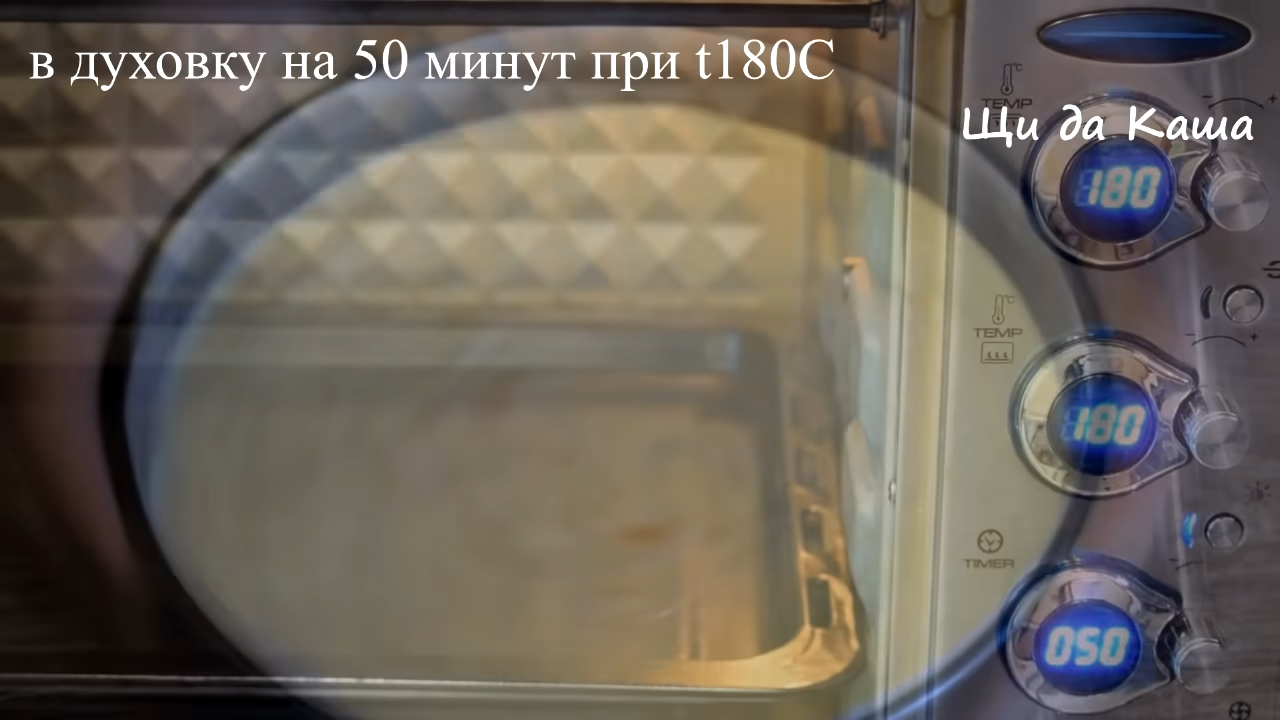 в духовку на 50 минут при t180C
TEMP
Щи да Каша
180
TEMP
180
TIMER
050